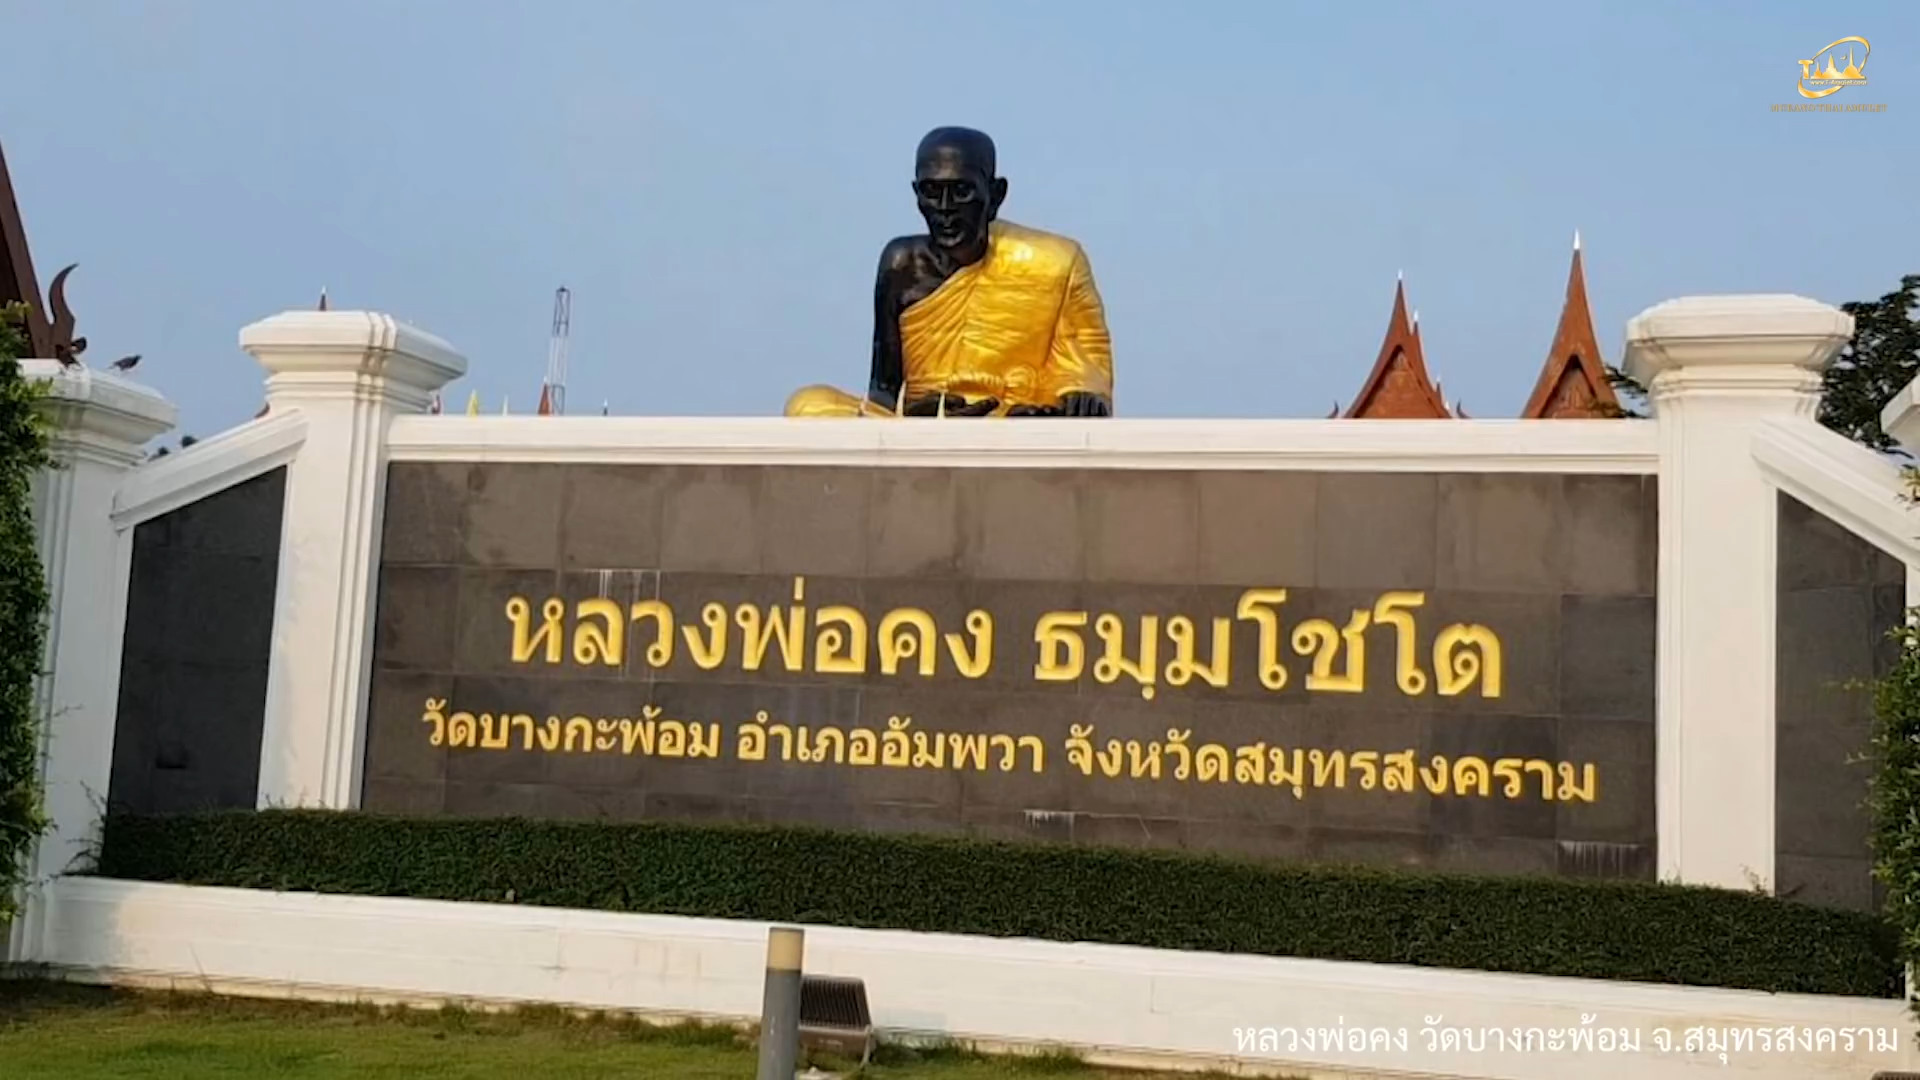 หลวงพ่อคง ธมฺมโชโต
วัดบางกะพ้อม อำเภออัมพวา จังหวัดสมุทรสงคราม
หลวงพ่อคง วัดบางกะพ้อม จ.สมุทรสงคราม